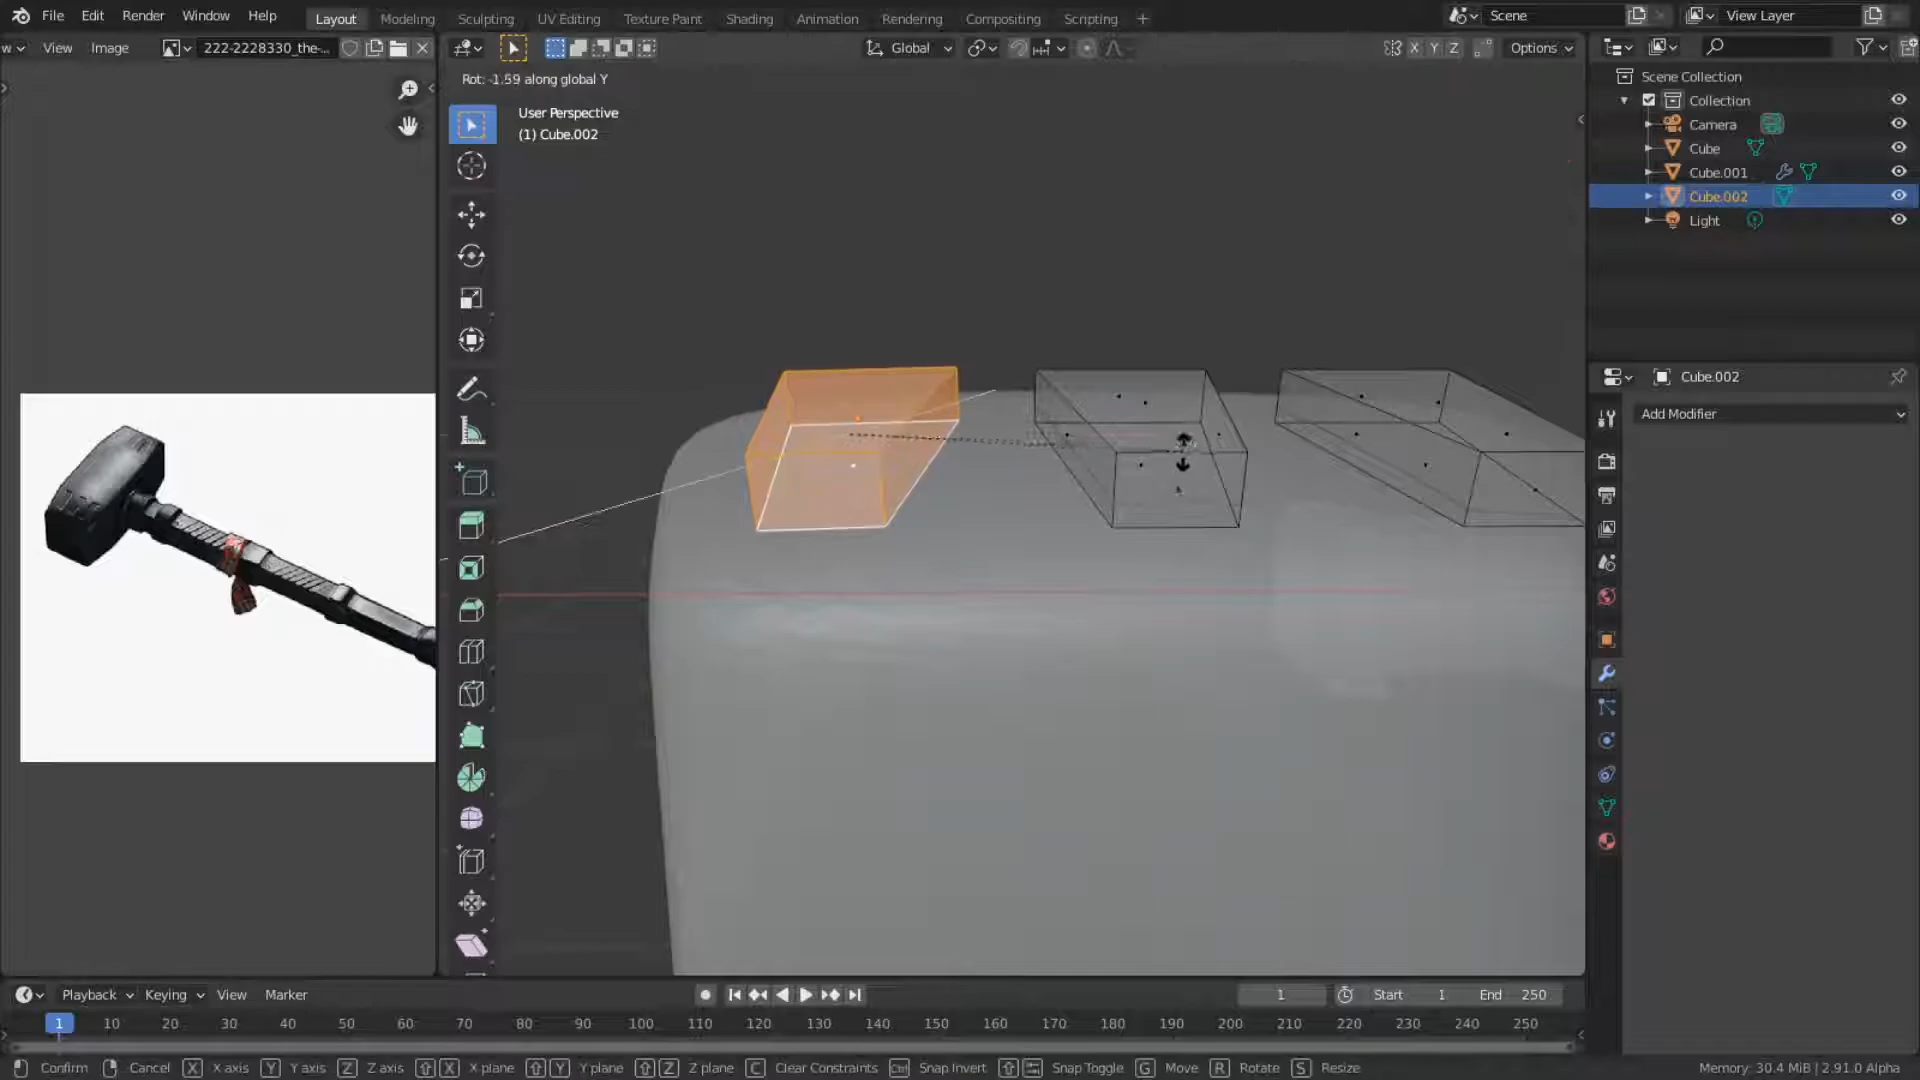 File Edit Render Window Help Layout Modeling Sculpting UV Editing Texture Paint Shading Animation Rendering Compositing Scripting + Scene View Layer
w View Image 222-2228330_the-... Global X Y Z Options
Rot: -1.59 along global Y
User Perspective
(1) Cube.002
Scene Collection
Collection
Camera
Cube
Cube.001
Cube.002
Light
Cube.002
Add Modifier
Playback Keying View Marker 1 Start 1 End 250
1 10 20 30 40 50 60 70 80 90 100 110 120 130 140 150 160 170 180 190 200 210 220 230 240 250
Confirm Cancel X X axis Y Y axis Z Z axis X X plane Y Y plane Z Z plane C Clear Constraints Ctrl Snap Invert Snap Toggle G Move R Rotate S Resize Memory: 30.4 MiB | 2.91.0 Alpha